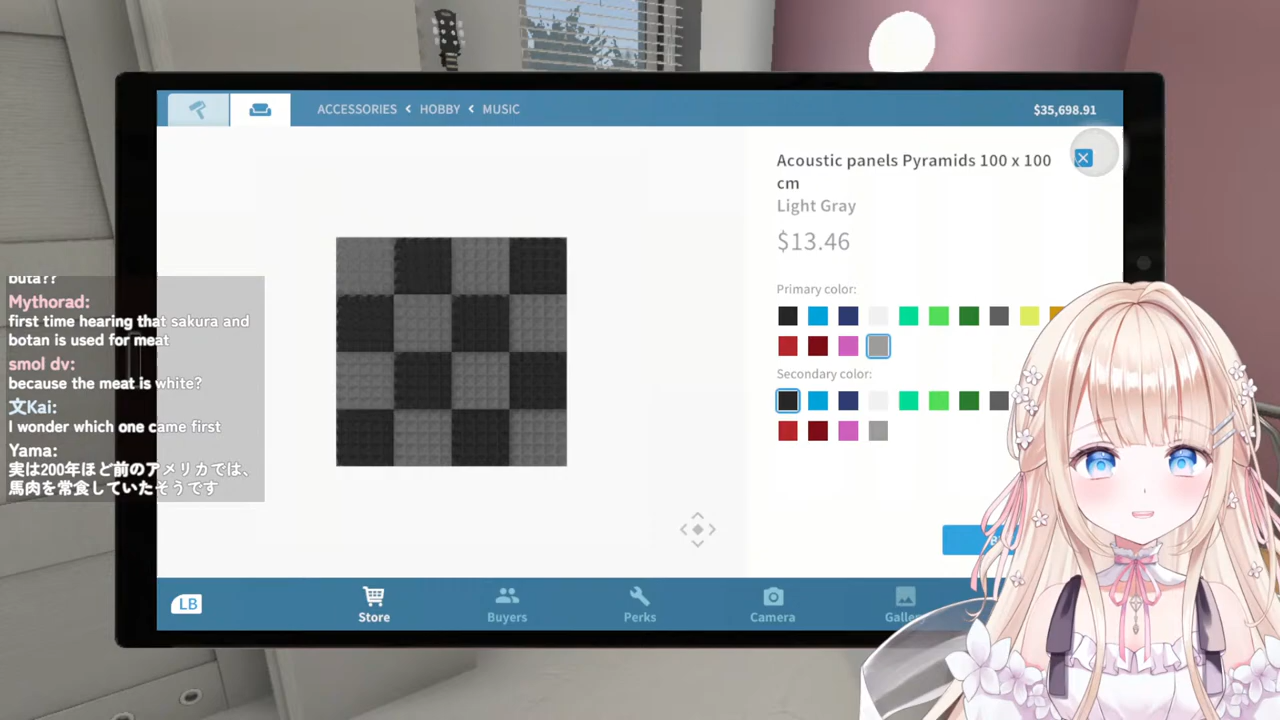 ACCESSORIES < HOBBY < MUSIC
$35,698.91
Acoustic panels Pyramids 100 x 100
cm
Light Gray
$13.46
Primary color:
Secondary color:
buta??
Mythorad:
first time hearing that sakura and
botan is used for meat
smol dv:
because the meat is white?
文Kai:
I wonder which one came first
Yama:
実は200年ほど前のアメリカでは、
馬肉を常食していたそうです
LB
Store
Buyers
Perks
Camera